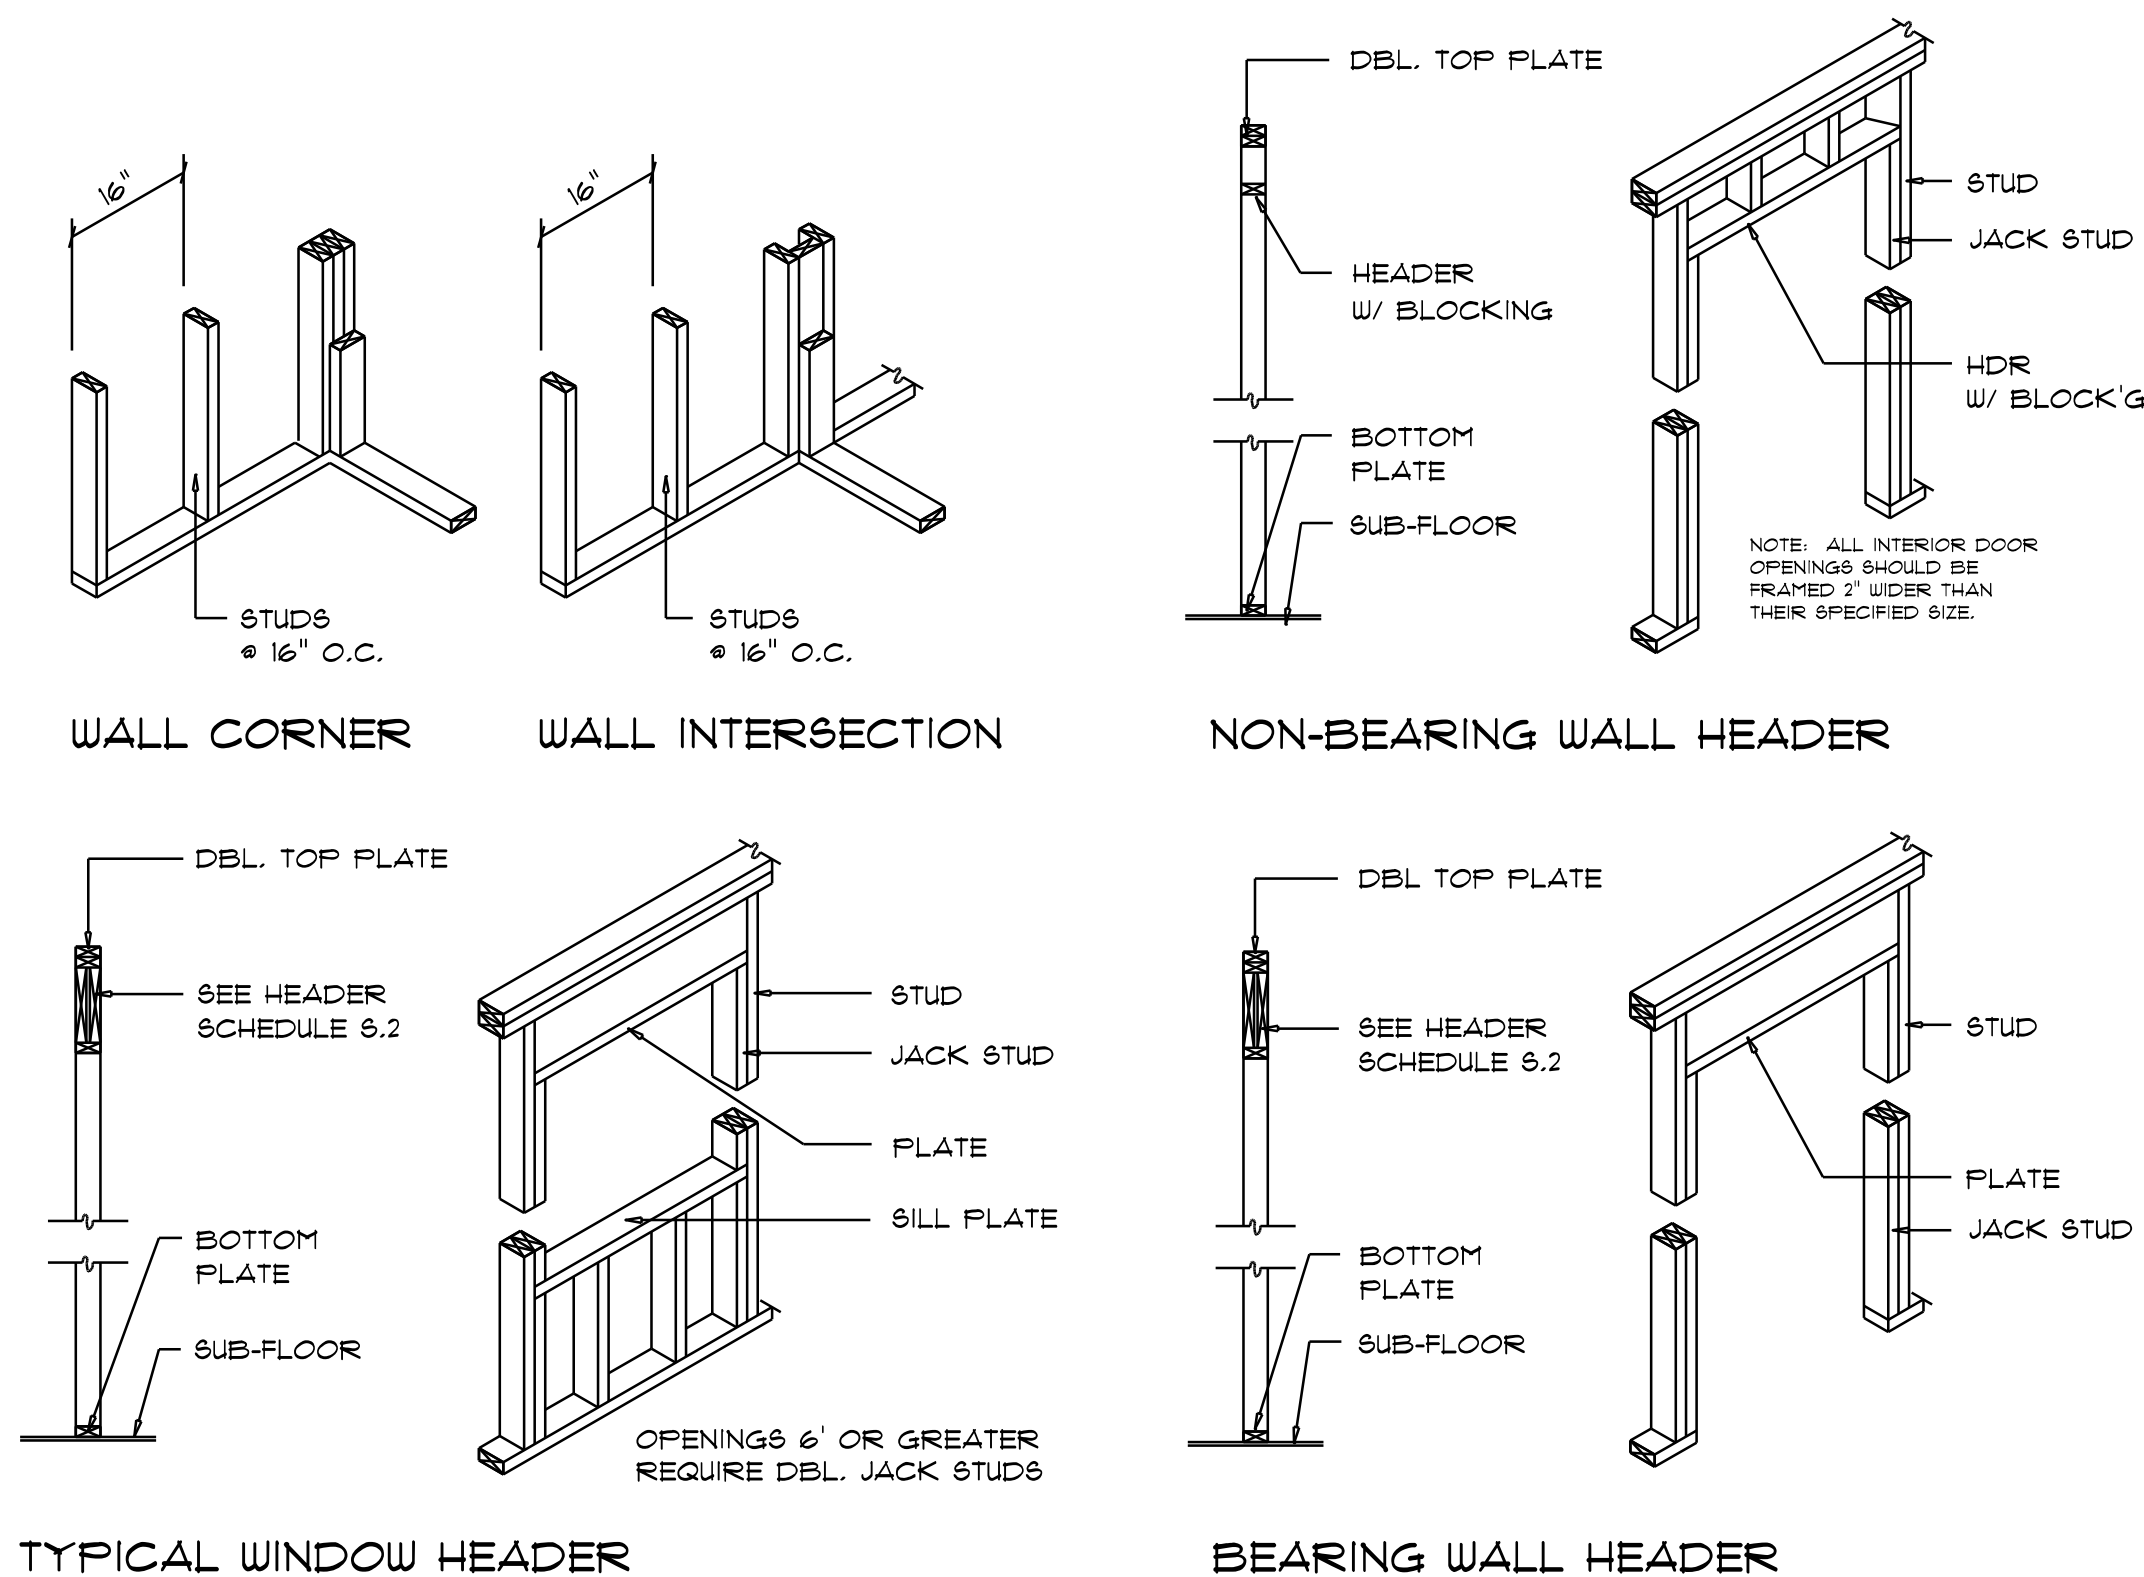 16"
STUDS
@ 16" O.C.
WALL CORNER
16"
STUDS
@ 16" O.C.
WALL INTERSECTION
DBL. TOP PLATE
HEADER
W/ BLOCKING
BOTTOM
PLATE
SUB-FLOOR
STUD
JACK STUD
HDR
W/ BLOCK'G
NOTE: ALL INTERIOR DOOR
OPENINGS SHOULD BE
FRAMED 2" WIDER THAN
THEIR SPECIFIED SIZE.
NON-BEARING WALL HEADER
DBL. TOP PLATE
SEE HEADER
SCHEDULE S.2
BOTTOM
PLATE
SUB-FLOOR
STUD
JACK STUD
PLATE
SILL PLATE
OPENINGS 6' OR GREATER
REQUIRE DBL. JACK STUDS
TYPICAL WINDOW HEADER
DBL TOP PLATE
SEE HEADER
SCHEDULE S.2
BOTTOM
PLATE
SUB-FLOOR
STUD
PLATE
JACK STUD
BEARING WALL HEADER